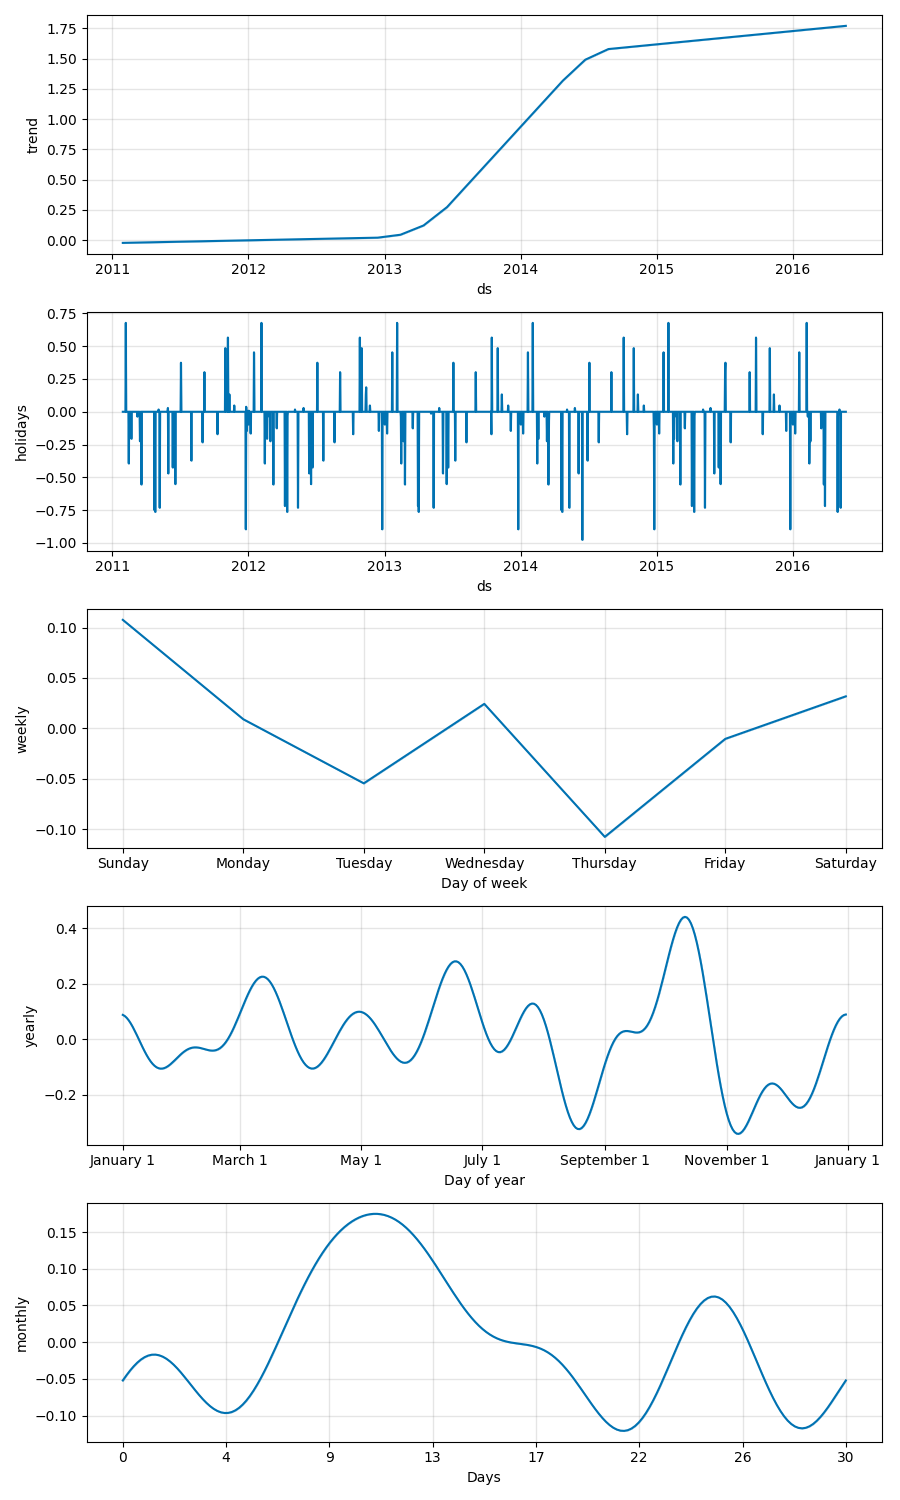 1.75
1.50
1.25
1.00
0.75
0.50
0.25
0.00
trend
2011 2012 2013 2014 2015 2016
ds
0.75
0.50
0.25
0.00
−0.25
−0.50
−0.75
−1.00
holidays
2011 2012 2013 2014 2015 2016
ds
0.10
0.05
0.00
−0.05
−0.10
weekly
Sunday Monday Tuesday Wednesday Thursday Friday Saturday
Day of week
0.4
0.2
0.0
−0.2
yearly
January 1 March 1 May 1 July 1 September 1 November 1 January 1
Day of year
0.15
0.10
0.05
0.00
−0.05
−0.10
monthly
0 4 9 13 17 22 26 30
Days